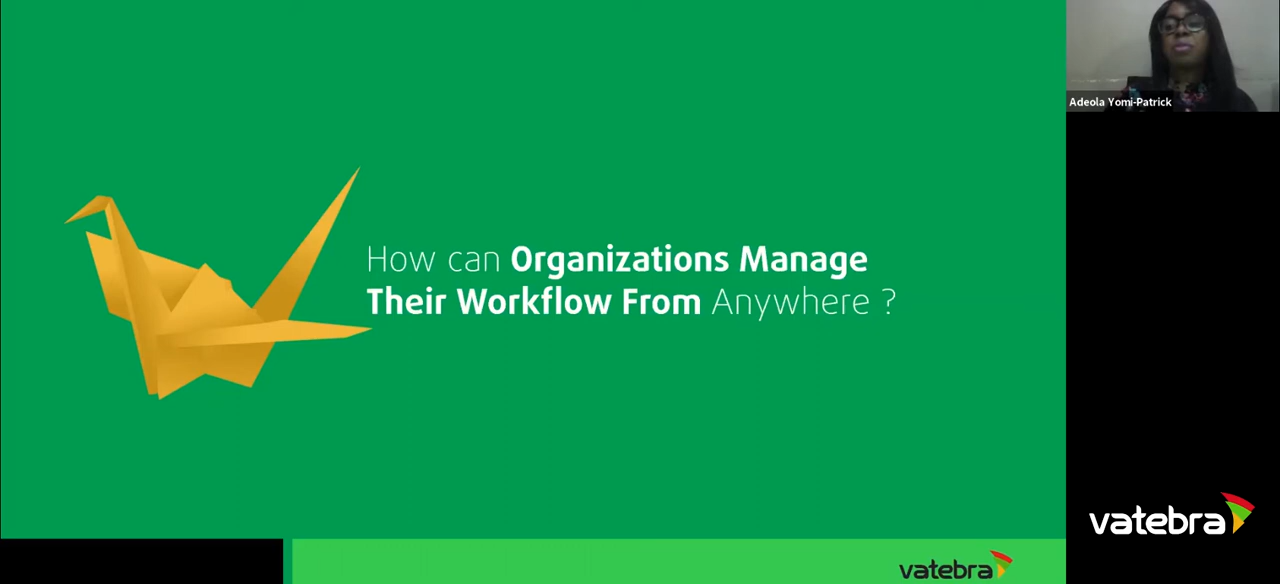 How can Organizations Manage
Their Workflow From Anywhere ?
Adeola Yomi-Patrick
vatebra
vatebra